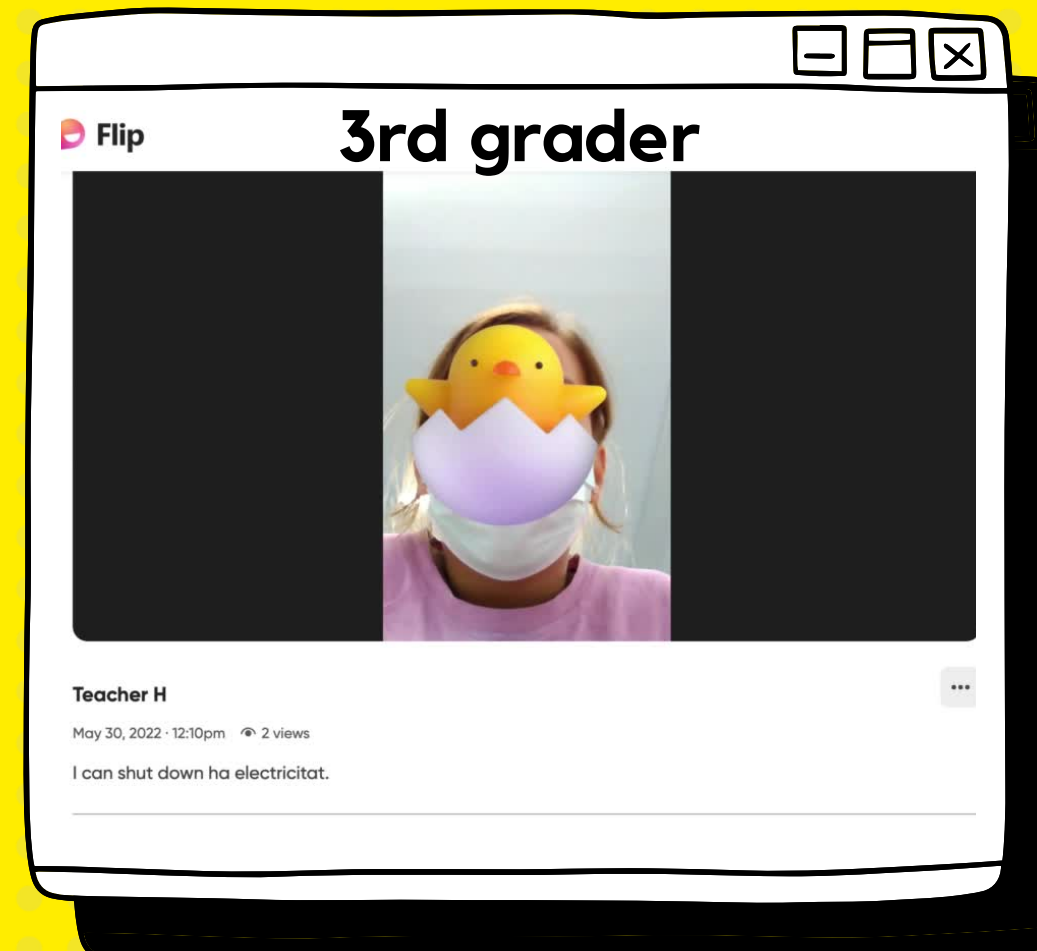 Flip
3rd grader
Teacher H
May 30, 2022 · 12:10pm 2 views
I can shut down ha electricitat.